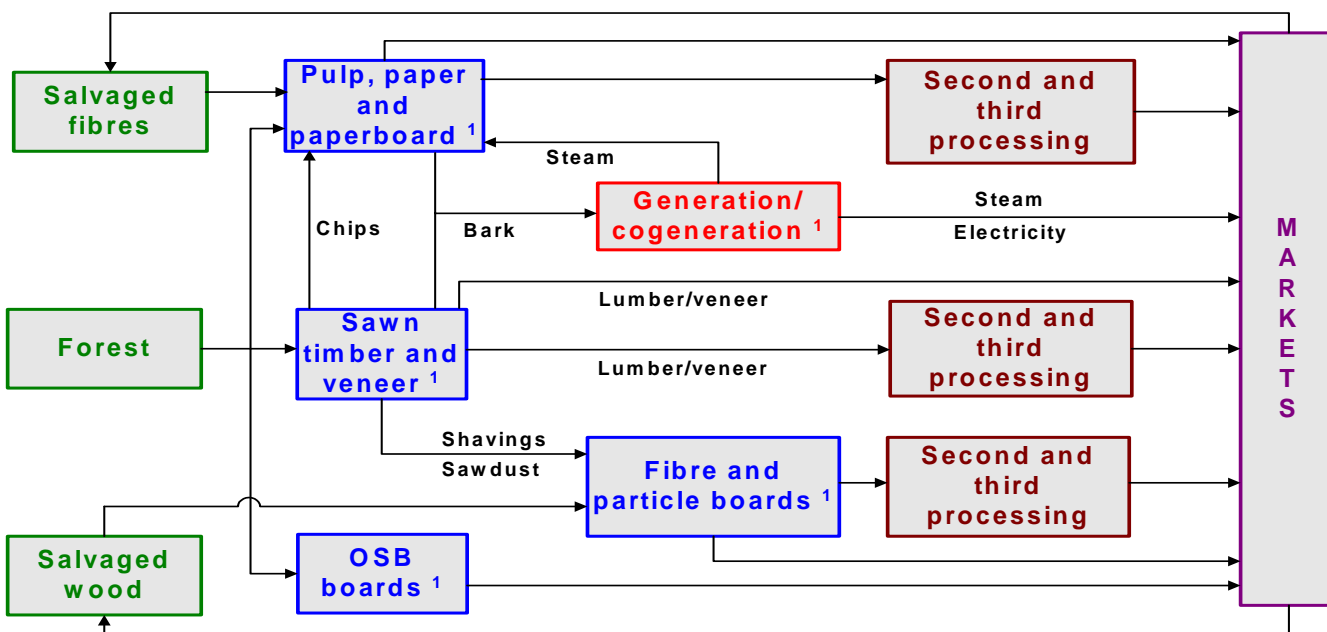 Salvaged
fibres
Pulp, paper
and
paperboard 1
Second and
third
processing
Steam
Generation/
cogeneration 1
Steam
Electricity
Chips
Bark
Forest
Sawn
timber and
veneer 1
Lumber/veneer
Lumber/veneer
Second and
third
processing
Shavings
Sawdust
Fibre and
particle boards 1
Second and
third
processing
Salvaged
wood
OSB
boards 1
M
A
R
K
E
T
S